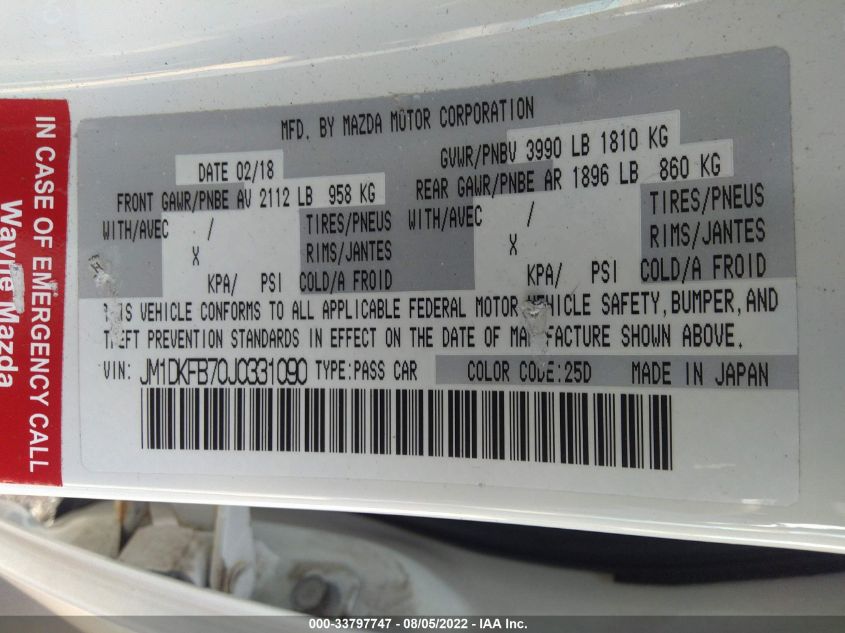 IN CASE OF EMERGENCY CALL
Wayne Mazda
MFD. BY MAZDA MOTOR CORPORATION
DATE 02/18
GVWR/PNBV 3990 LB 1810 KG
FRONT GAWR/PNBE AV 2112 LB 958 KG
REAR GAWR/PNBE AR 1896 LB 860 KG
WITH/AVEC / TIRES/PNEUS WITH/AVEC / TIRES/PNEUS
X RIMS/JANTES X RIMS/JANTES
KPA/ PSI COLD/A FROID KPA/ PSI COLD/A FROID
VEHICLE CONFORMS TO ALL APPLICABLE FEDERAL MOTOR VEHICLE SAFETY, BUMPER, AND
THEFT PREVENTION STANDARDS IN EFFECT ON THE DATE OF MANUFACTURE SHOWN ABOVE.
VIN: JM1DKFB70J0331090 TYPE:PASS CAR COLOR CODE:25D MADE IN JAPAN
000-33797747 - 08/05/2022 - IAA Inc.